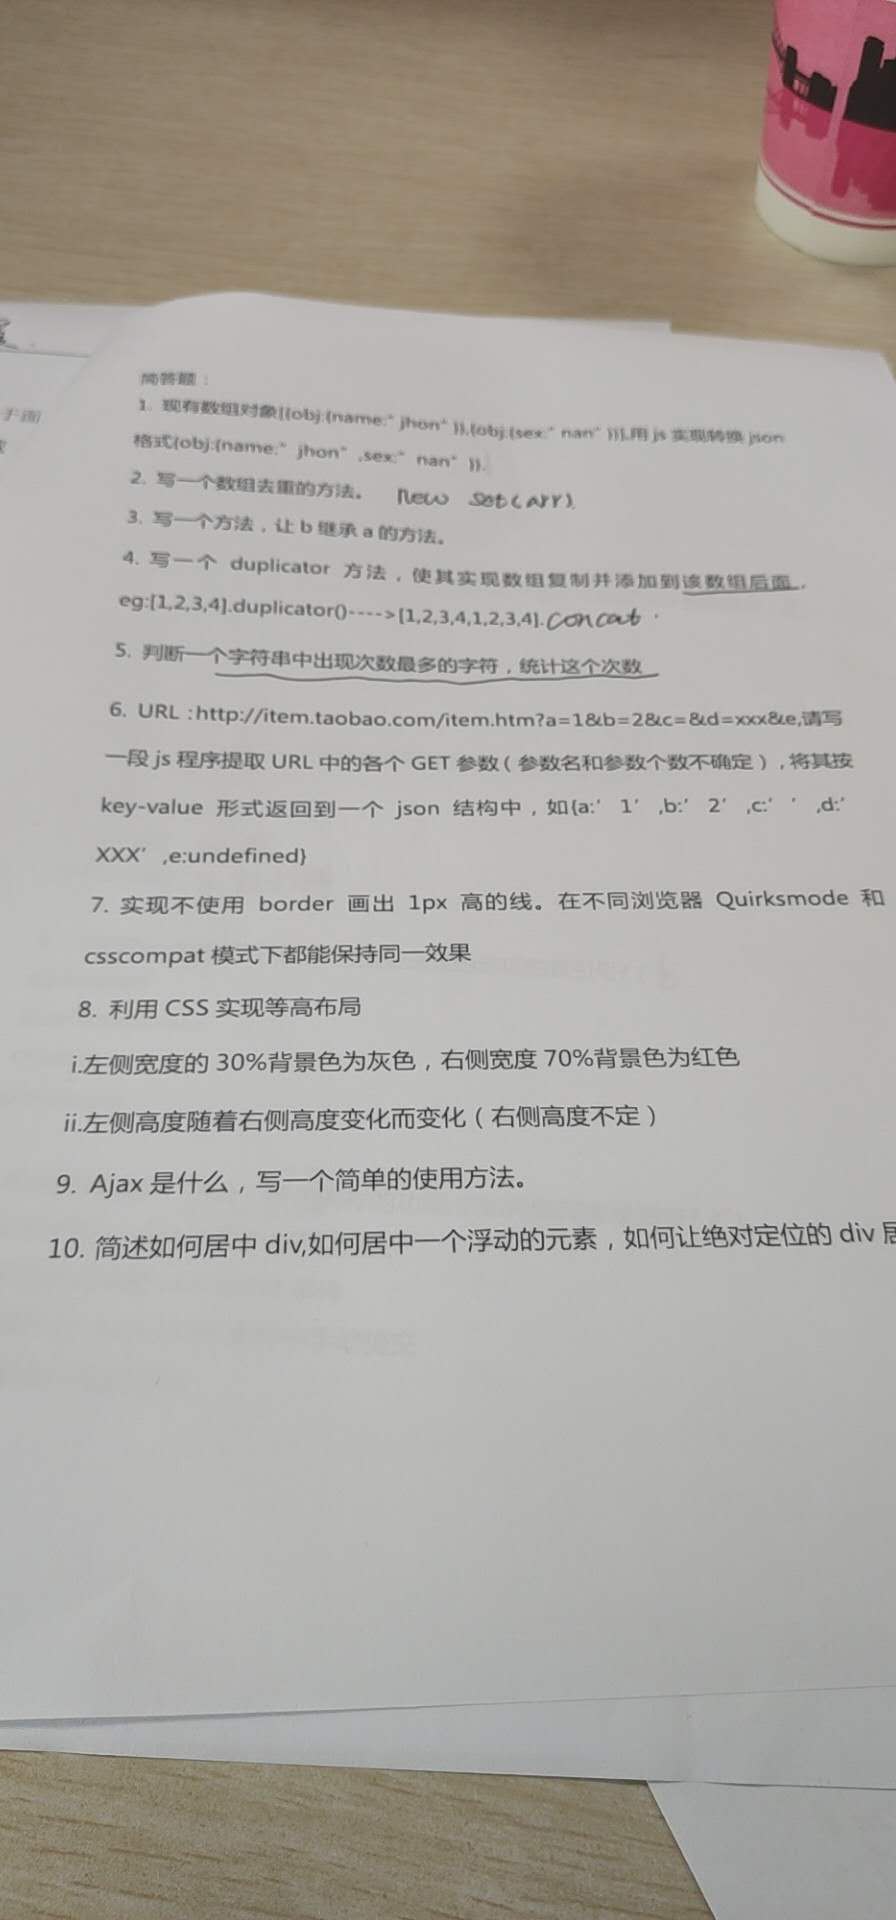 简答题：
1. 现有数组对象[{obj:{name:" jhon" }},{obj:{sex:" nan" }}],用 js 实现转换 json
格式{obj:{name:" jhon" ,sex:" nan" }}.
2. 写一个数组去重的方法。 new Set(arr)
3. 写一个方法，让 b 继承 a 的方法。
4. 写一个 duplicator 方法，使其实现数组复制并添加到该数组后面，
eg:[1,2,3,4].duplicator()---->[1,2,3,4,1,2,3,4]. concat
5. 判断一个字符串中出现次数最多的字符，统计这个次数
6. URL :http://item.taobao.com/item.htm?a=1&b=2&c=&d=xxx&e,请写
一段 js 程序提取 URL 中的各个 GET 参数（参数名和参数个数不确定）,将其按
key-value 形式返回到一个 json 结构中，如{a:' 1' ,b:' 2' ,c:' ' ,d:'
XXX' ,e:undefined}
7. 实现不使用 border 画出 1px 高的线。在不同浏览器 Quirksmode 和
csscompat 模式下都能保持同一效果
8. 利用 CSS 实现等高布局
i.左侧宽度的 30%背景色为灰色，右侧宽度 70%背景色为红色
ii.左侧高度随着右侧高度变化而变化（右侧高度不定）
9. Ajax 是什么，写一个简单的使用方法。
10. 简述如何居中 div,如何居中一个浮动的元素，如何让绝对定位的 div